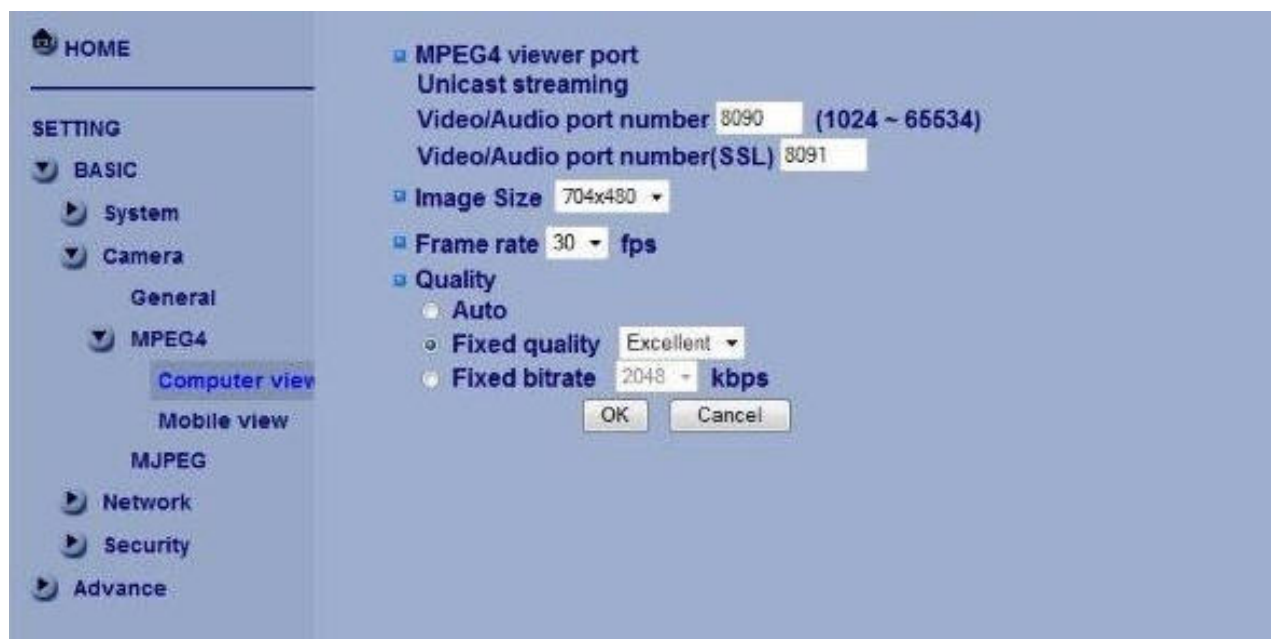 HOME
SETTING
BASIC
System
Camera
General
MPEG4
Computer view
Mobile view
MJPEG
Network
Security
Advance
MPEG4 viewer port
Unicast streaming
Video/Audio port number 8090 (1024 ~ 65534)
Video/Audio port number(SSL) 8091
Image Size 704x480
Frame rate 30 fps
Quality
Auto
Fixed quality Excellent
Fixed bitrate 2048 kbps
OK Cancel